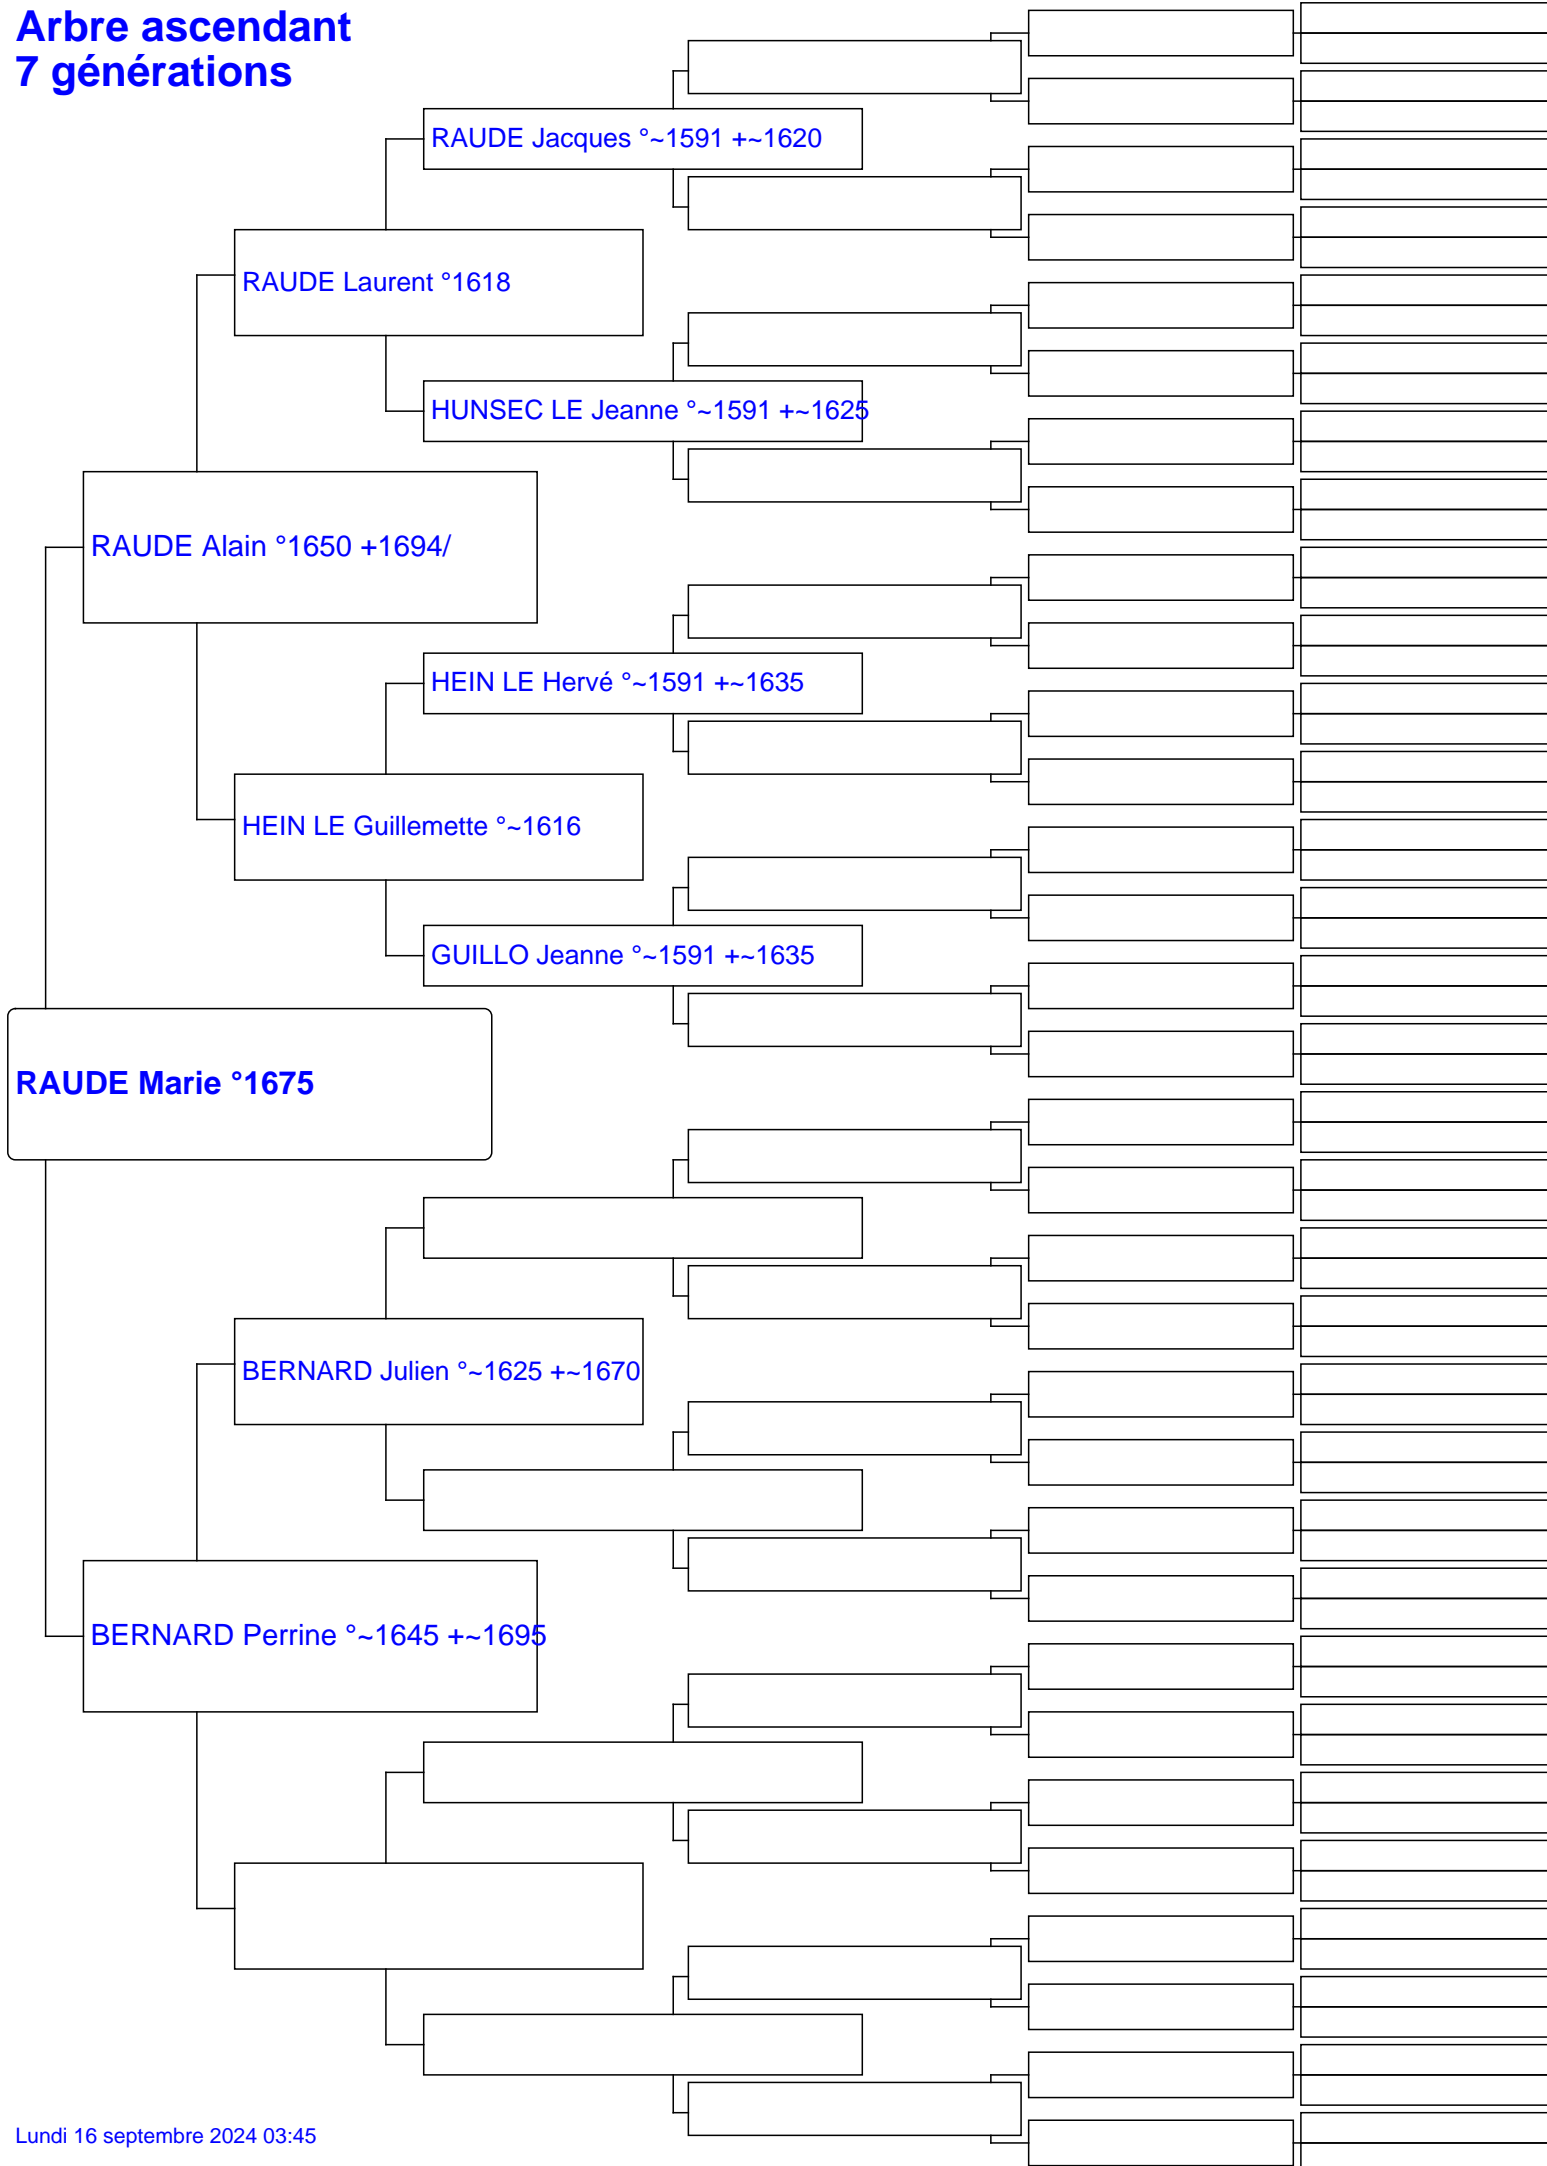 Arbre ascendant
7 générations
RAUDE Jacques °~1591 +~1620
RAUDE Laurent °1618
HUNSEC LE Jeanne °~1591 +~1625
RAUDE Alain °1650 +1694/
HEIN LE Hervé °~1591 +~1635
HEIN LE Guillemette °~1616
GUILLO Jeanne °~1591 +~1635
RAUDE Marie °1675
BERNARD Julien °~1625 +~1670
BERNARD Perrine °~1645 +~1695
Lundi 16 septembre 2024 03:45